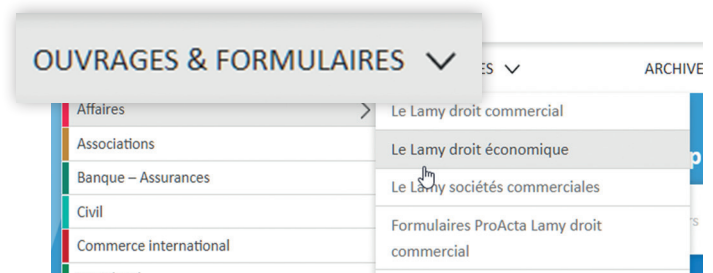 OUVRAGES & FORMULAIRES
ES
ARCHIVE
Affaires
Associations
Banque – Assurances
Civil
Commerce international
Le Lamy droit commercial
Le Lamy droit économique
Le Lamy sociétés commerciales
Formulaires ProActa Lamy droit
commercial